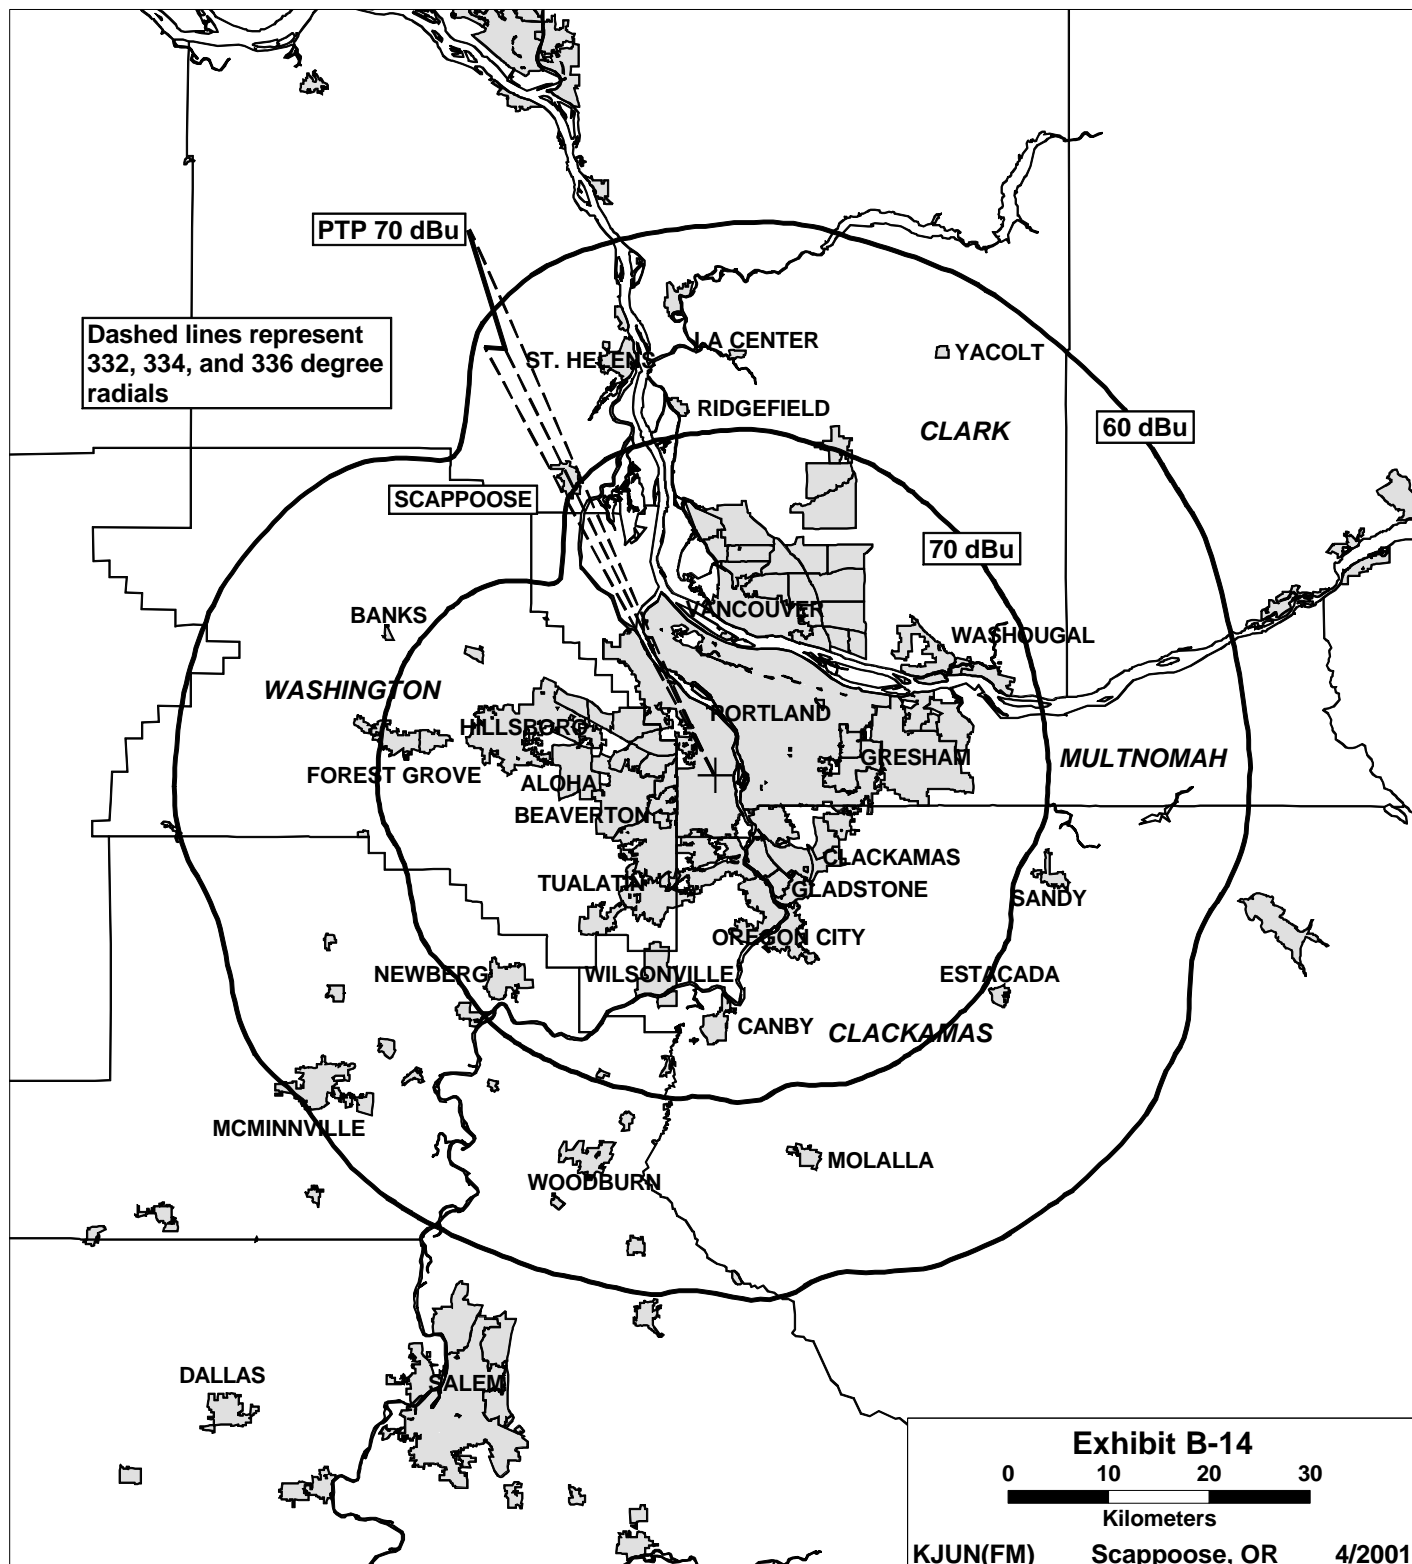 PTP 70 dBu
Dashed lines represent
332, 334, and 336 degree
radials
ST. HELENS
LA CENTER
YACOLT
RIDGEFIELD
CLARK
60 dBu
SCAPPOOSE
70 dBu
BANKS
VANCOUVER
WASHOUGAL
WASHINGTON
HILLSBORO
PORTLAND
FOREST GROVE
ALOHA
GRESHAM
MULTNOMAH
BEAVERTON
CLACKAMAS
TUALATIN
GLADSTONE
SANDY
OREGON CITY
NEWBERG
WILSONVILLE
ESTACADA
CANBY
CLACKAMAS
MCMINNVILLE
MOLALLA
WOODBURN
DALLAS
SALEM
Exhibit B-14
0 10 20 30
Kilometers
KJUN(FM) Scappoose, OR 4/2001